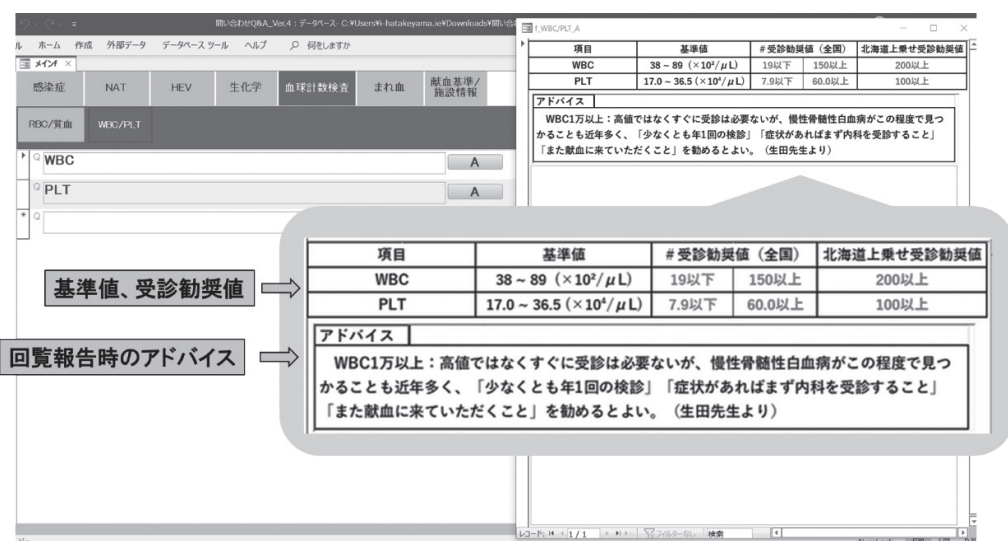 問い合わせQ&A_Ver.4 : データベース- C:¥Users¥i-hatakeyama.ie¥Downloads¥問い合
ル ホーム 作成 外部データ データベース ツール ヘルプ 何をしますか
メインf ×
感染症 NAT HEV 生化学 血球計数検査 まれ血 献血基準/施設情報
RBC/貧血 WBC/PLT
Q WBC A
Q PLT A
* Q
f_WBC/PLT_A
項目 基準値 #受診勧奨値（全国） 北海道上乗せ受診勧奨値
WBC 38 ~ 89（×10²/μL） 19以下 150以上 200以上
PLT 17.0 ~ 36.5（×10⁴/μL） 7.9以下 60.0以上 100以上
アドバイス
WBC1万以上：高値ではなくすぐに受診は必要ないが、慢性骨髄性白血病がこの程度で見つ
かることも近年多く、「少なくとも年1回の検診」「症状があればまず内科を受診すること」
「また献血に来ていただくこと」を勧めるとよい。（生田先生より）
基準値、受診勧奨値
回覧報告時のアドバイス
項目 基準値 #受診勧奨値（全国） 北海道上乗せ受診勧奨値
WBC 38 ~ 89（×10²/μL） 19以下 150以上 200以上
PLT 17.0 ~ 36.5（×10⁴/μL） 7.9以下 60.0以上 100以上
アドバイス
WBC1万以上：高値ではなくすぐに受診は必要ないが、慢性骨髄性白血病がこの程度で見つ
かることも近年多く、「少なくとも年1回の検診」「症状があればまず内科を受診すること」
「また献血に来ていただくこと」を勧めるとよい。（生田先生より）
レコード: 1 / 1 フィルターなし 検索